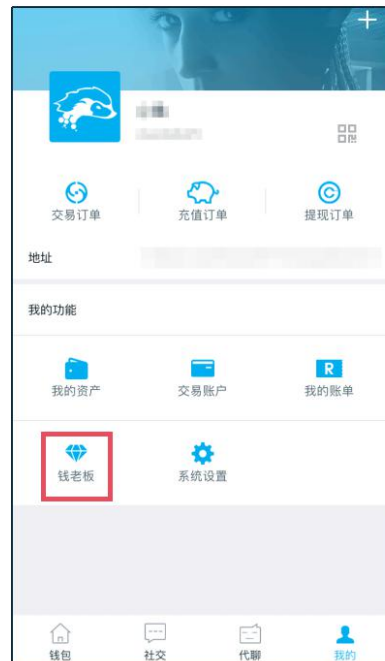 交易订单 充值订单 提现订单
地址
我的功能
我的资产 交易账户 我的账单
钱老板 系统设置
钱包 社交 代聊 我的